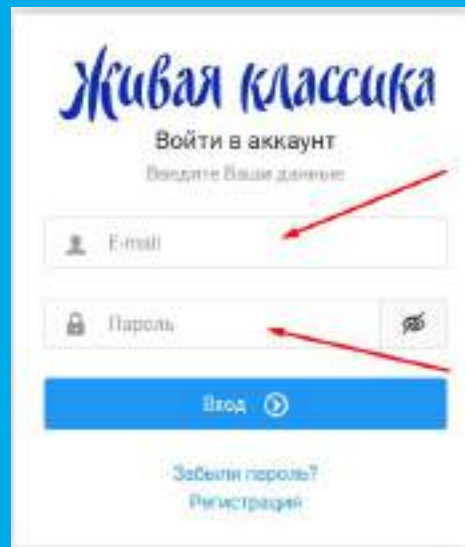 Живая классика
Войти в аккаунт
Введите Ваши данные
E-mail
Пароль
Вход
Забыли пароль?
Регистрация